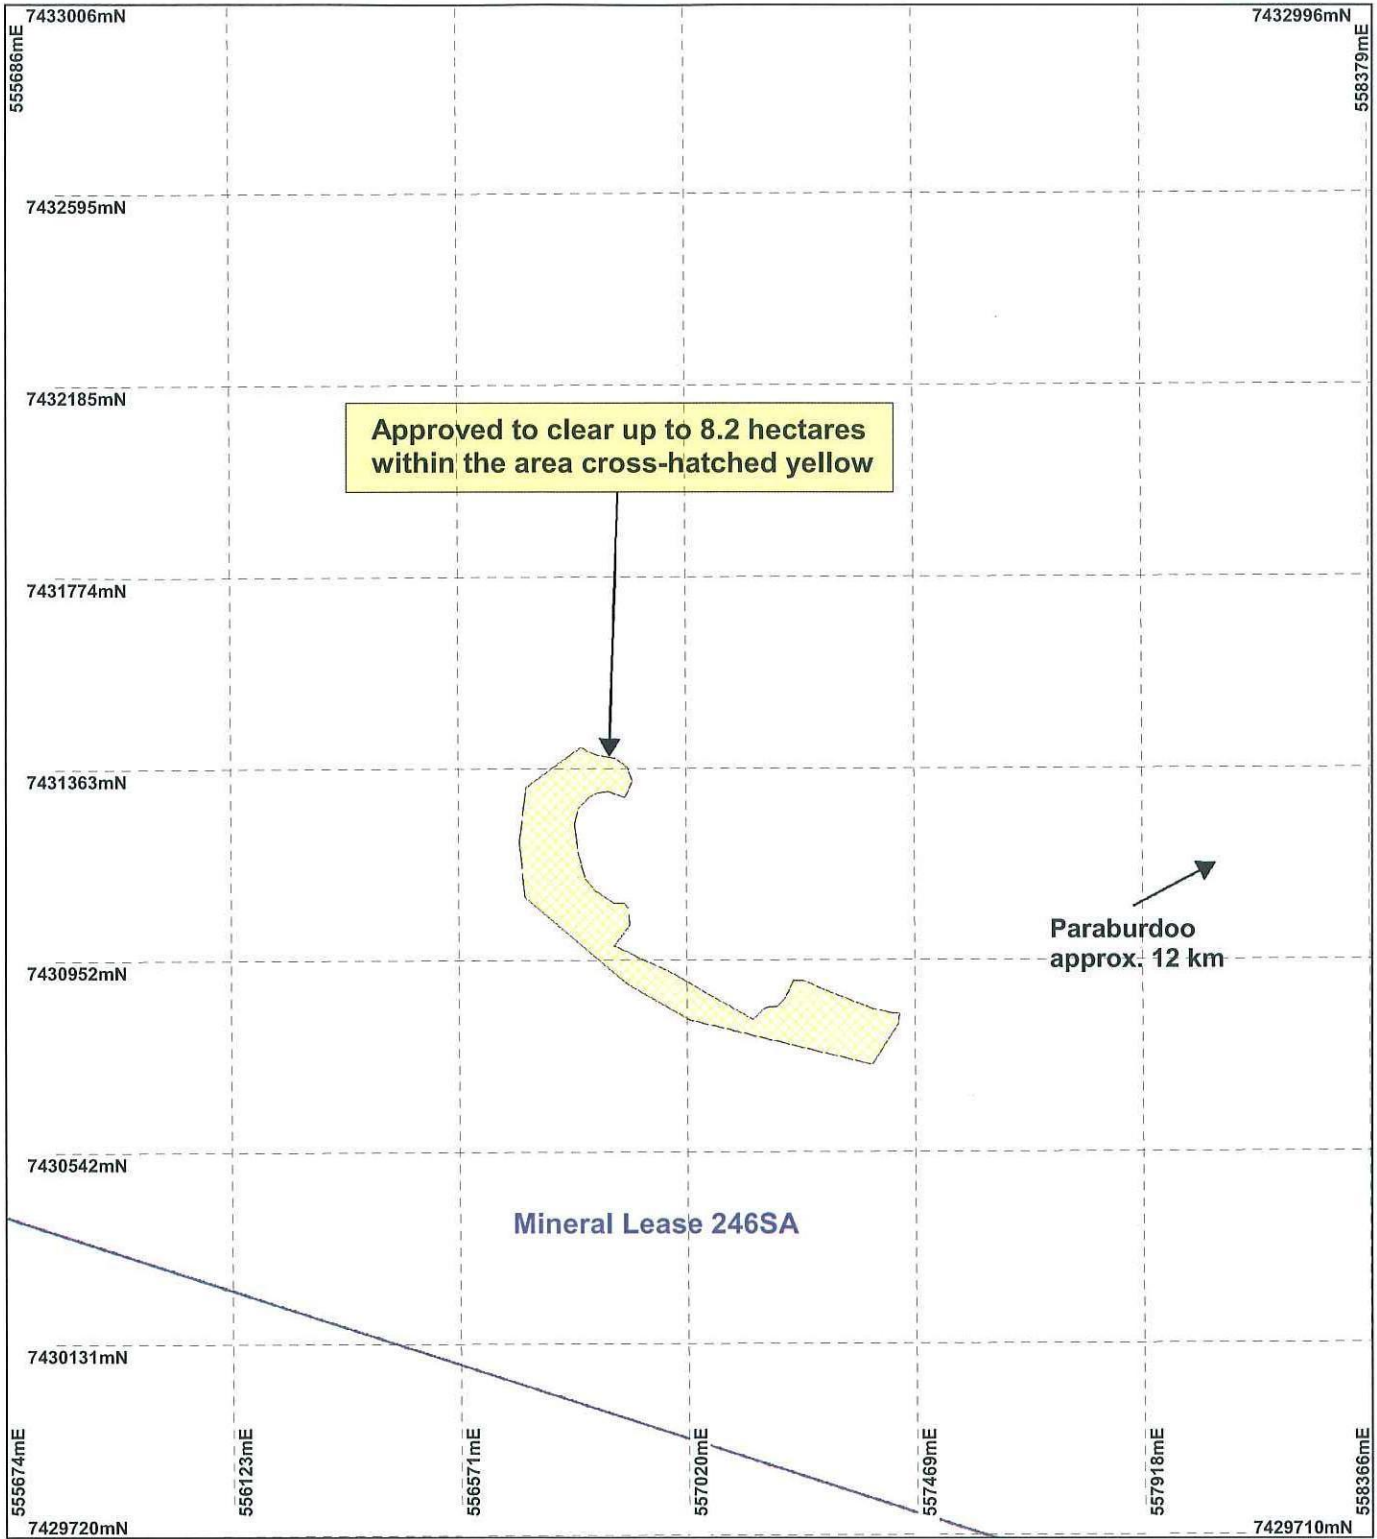 7433006mN
7432996mN
555686mE
558379mE
7432595mN
7432185mN
Approved to clear up to 8.2 hectares
within the area cross-hatched yellow
7431774mN
7431363mN
Paraburdoo
approx. 12 km
7430952mN
7430542mN
Mineral Lease 246SA
7430131mN
555674mE
556123mE
556571mE
557020mE
557469mE
557918mE
558366mE
7429720mN
7429710mN